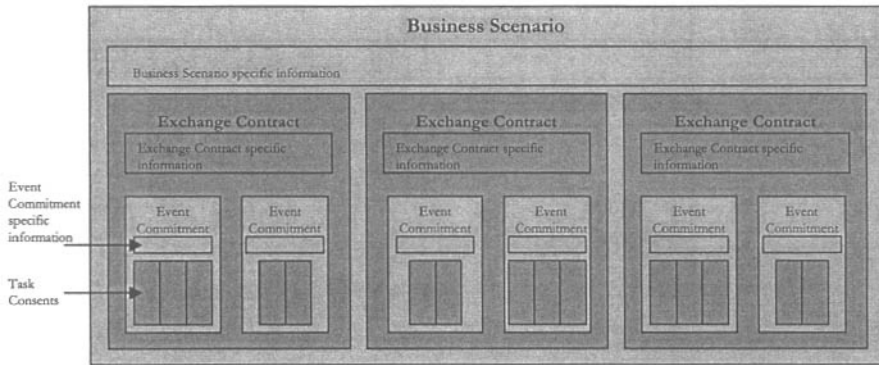 Business Scenario
Business Scenario specific information
Exchange Contract
Exchange Contract specific
information
Exchange Contract
Exchange Contract specific
information
Exchange Contract
Exchange Contract specific
information
Event
Commitment
specific
information
Event
Commitment
Event
Commitment
Event
Commitment
Event
Commitment
Event
Commitment
Event
Commitment
Task
Consents